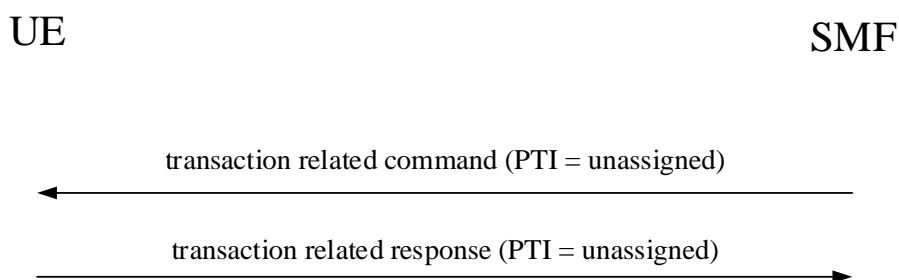 UE
SMF
transaction related command (PTI = unassigned)
transaction related response (PTI = unassigned)